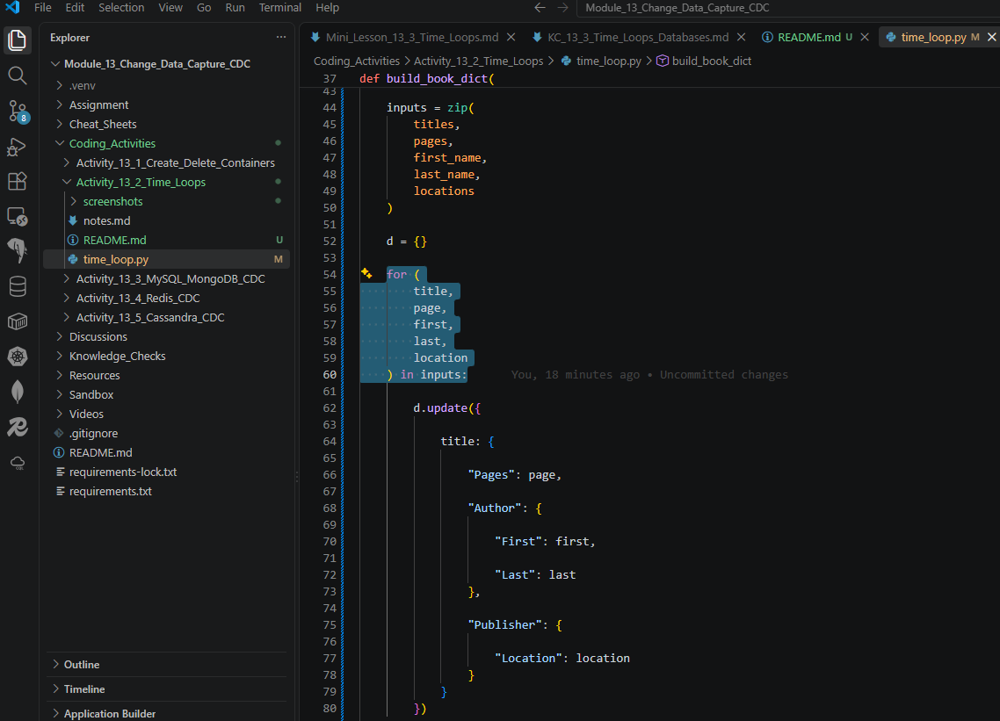 File Edit Selection View Go Run Terminal Help
Module_13_Change_Data_Capture_CDC
Explorer
Module_13_Change_Data_Capture_CDC
.venv
Assignment
Cheat_Sheets
Coding_Activities
Activity_13_1_Create_Delete_Containers
Activity_13_2_Time_Loops
screenshots
notes.md
README.md U
time_loop.py M
Activity_13_3_MySQL_MongoDB_CDC
Activity_13_4_Redis_CDC
Activity_13_5_Cassandra_CDC
Discussions
Knowledge_Checks
Resources
Sandbox
Videos
.gitignore
README.md
requirements-lock.txt
requirements.txt
Outline
Timeline
Application Builder
8
Mini_Lesson_13_3_Time_Loops.md KC_13_3_Time_Loops_Databases.md README.md U time_loop.py M
Coding_Activities > Activity_13_2_Time_Loops > time_loop.py > build_book_dict
37 def build_book_dict(
43
44 inputs = zip(
45 titles,
46 pages,
47 first_name,
48 last_name,
49 locations
50 )
51
52 d = {}
53
54 for (
55 title,
56 page,
57 first,
58 last,
59 location
60 ) in inputs: You, 18 minutes ago • Uncommitted changes
61
62 d.update({
63
64 title: {
65
66 "Pages": page,
67
68 "Author": {
69
70 "First": first,
71
72 "Last": last
73 },
74
75 "Publisher": {
76
77 "Location": location
78 }
79 }
80 })